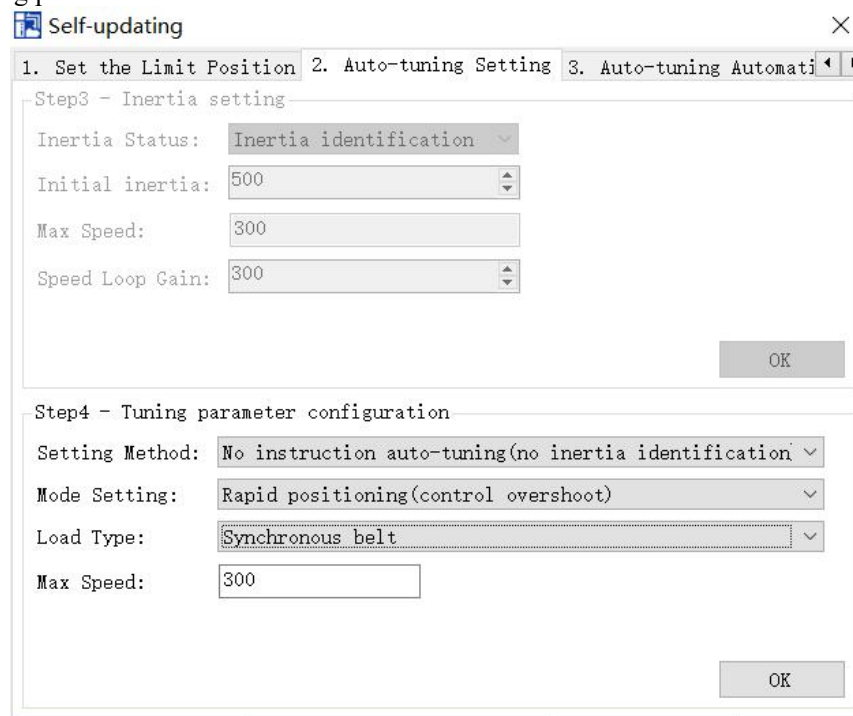 Self-updating
1. Set the Limit Position 2. Auto-tuning Setting 3. Auto-tuning Automati
Step3 - Inertia setting
Inertia Status: Inertia identification
Initial inertia: 500
Max Speed: 300
Speed Loop Gain: 300
OK
Step4 - Tuning parameter configuration
Setting Method: No instruction auto-tuning(no inertia identification
Mode Setting: Rapid positioning(control overshoot)
Load Type: Synchronous belt
Max Speed: 300
OK